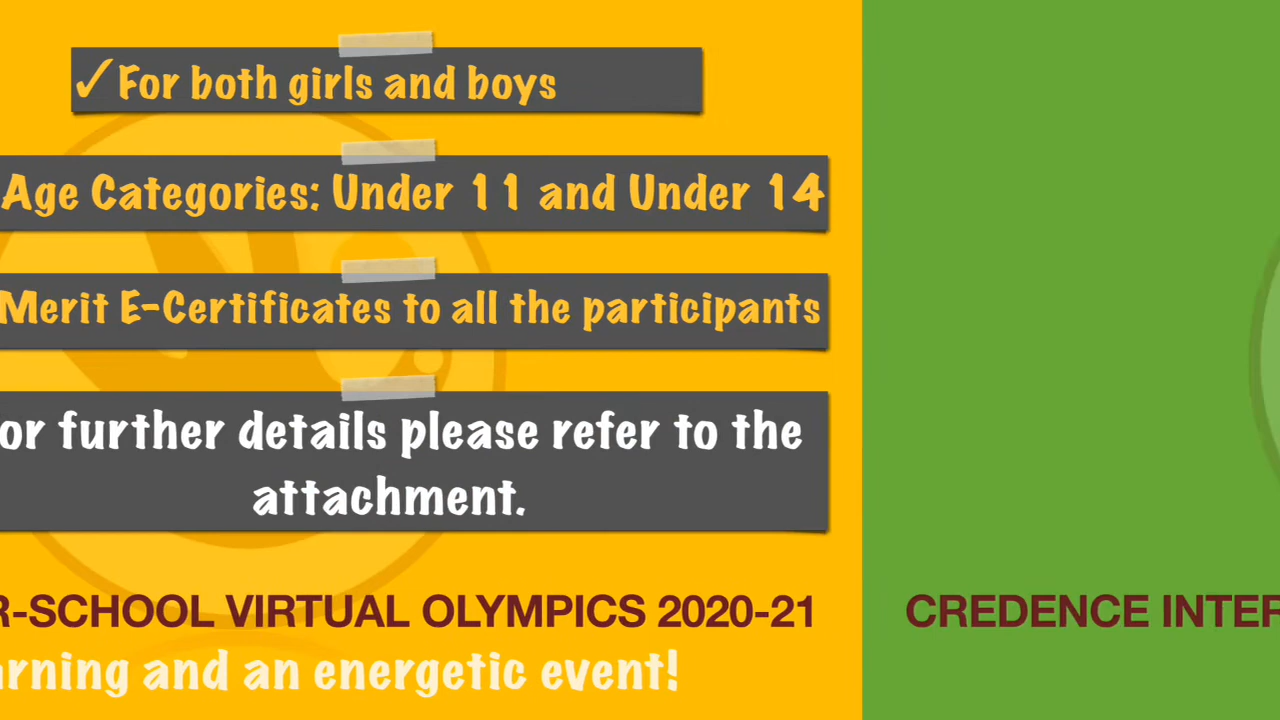 ✓For both girls and boys
Age Categories: Under 11 and Under 14
Merit E-Certificates to all the participants
or further details please refer to the
attachment.
R-SCHOOL VIRTUAL OLYMPICS 2020-21
arning and an energetic event!
CREDENCE INTER